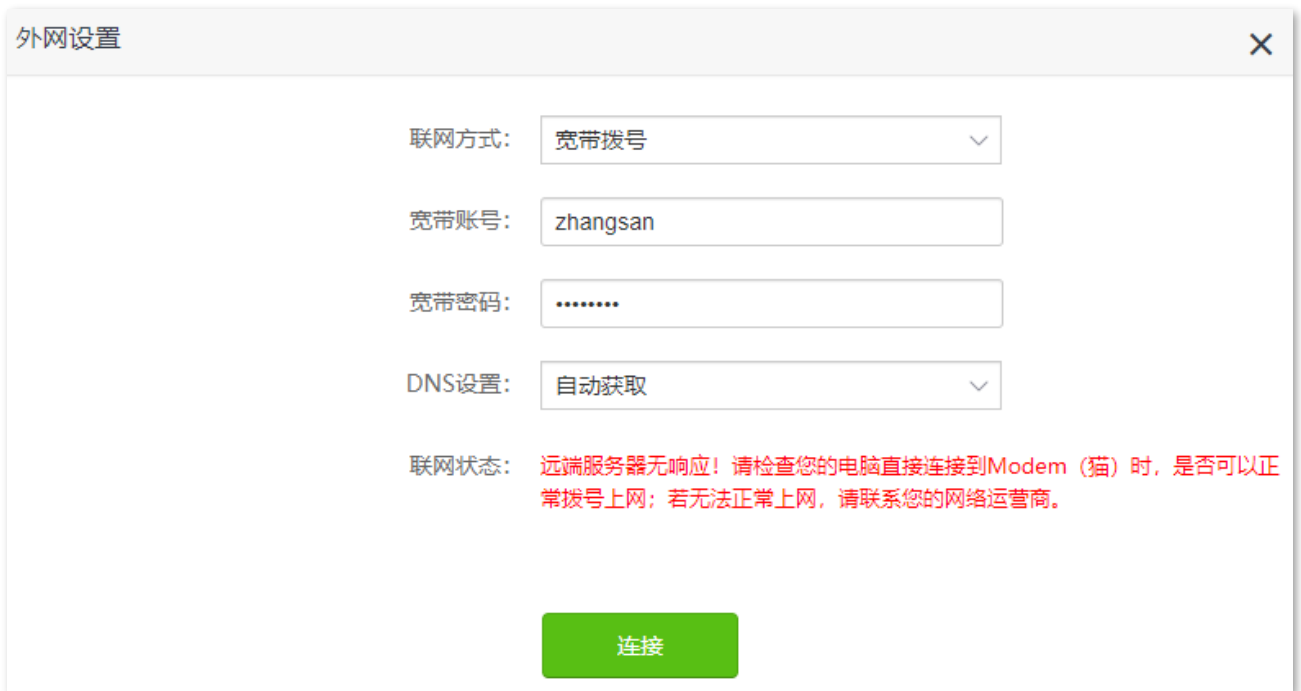 外网设置
联网方式： 宽带拨号
宽带账号： zhangsan
宽带密码： ••••••••
DNS设置： 自动获取
联网状态： 远端服务器无响应！请检查您的电脑直接连接到Modem（猫）时，是否可以正
常拨号上网；若无法正常上网，请联系您的网络运营商。
连接